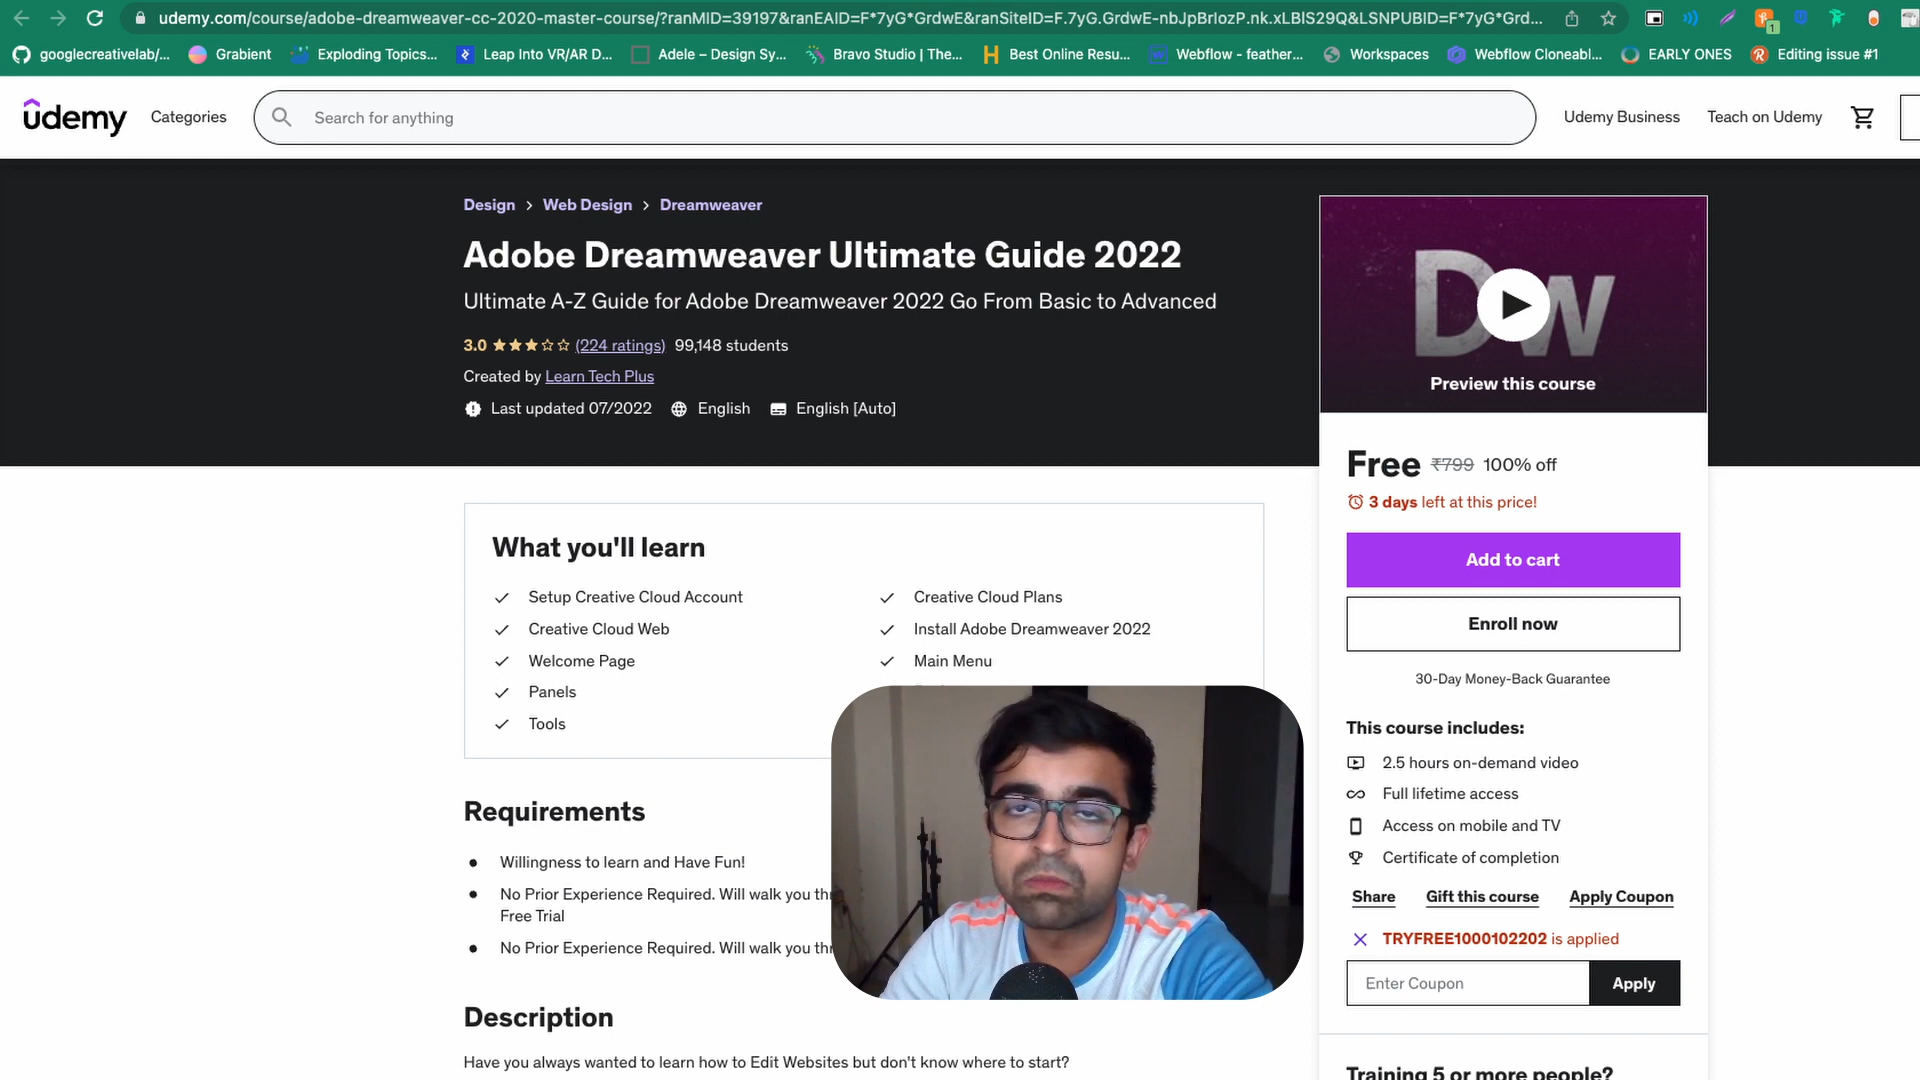 udemy.com/course/adobe-dreamweaver-cc-2020-master-course/?ranMID=39197&ranEAID=F*7yG*GrdwE&ranSiteID=F.7yG.GrdwE-nbJpBrIozP.nk.xLBlS29Q&LSNPUBID=F*7yG*Grd...
googlecreativelab/... Grabient Exploding Topics... Leap Into VR/AR D... Adele – Design Sy... Bravo Studio | The... Best Online Resu... Webflow - feather... Workspaces Webflow Cloneabl... EARLY ONES Editing issue #1
udemy Categories Search for anything Udemy Business Teach on Udemy
Design > Web Design > Dreamweaver
Adobe Dreamweaver Ultimate Guide 2022
Ultimate A-Z Guide for Adobe Dreamweaver 2022 Go From Basic to Advanced
3.0 (224 ratings) 99,148 students
Created by Learn Tech Plus
Last updated 07/2022 English English [Auto]
Dw
Preview this course
Free ₹799 100% off
3 days left at this price!
Add to cart
Enroll now
30-Day Money-Back Guarantee
This course includes:
2.5 hours on-demand video
Full lifetime access
Access on mobile and TV
Certificate of completion
Share Gift this course Apply Coupon
TRYFREE1000102202 is applied
Enter Coupon Apply
Training 5 or more people?
What you'll learn
Setup Creative Cloud Account Creative Cloud Plans
Creative Cloud Web Install Adobe Dreamweaver 2022
Welcome Page Main Menu
Panels
Tools
Requirements
Willingness to learn and Have Fun!
No Prior Experience Required. Will walk you
Free Trial
No Prior Experience Required. Will walk you
Description
Have you always wanted to learn how to Edit Websites but don't know where to start?